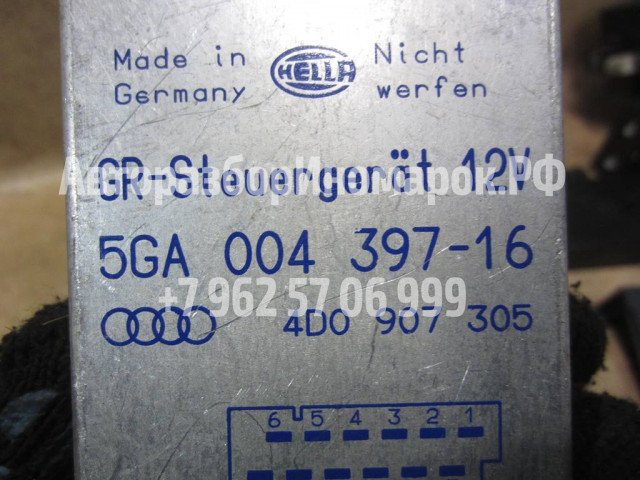 Made in
Germany
HELLA
Nicht
werfen
GR-Steuergerät 12V
5GA 004 397-16
4D0 907 305
6 5 4 3 2 1
+7 962 57 06 999